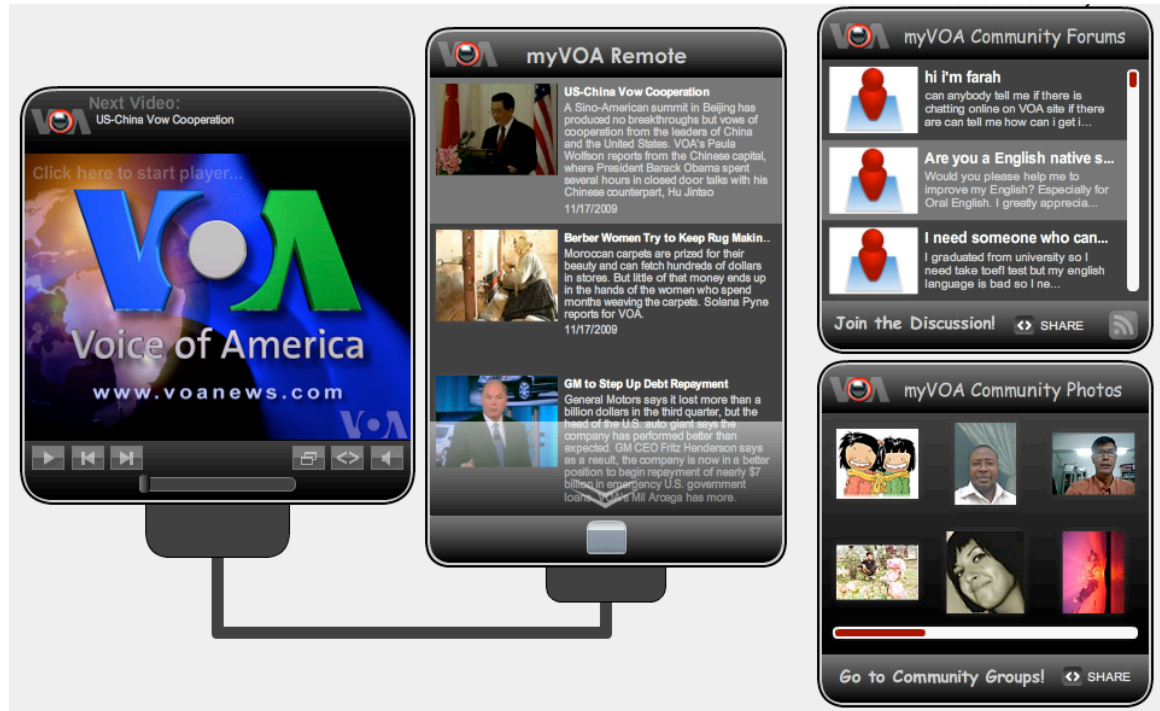 VOA
Next Video:
US-China Vow Cooperation
Click here to start player...
VOA
Voice of America
www.voanews.com
VOA
VOA
myVOA Remote
US-China Vow Cooperation
A Sino-American summit in Beijing has
produced no breakthroughs but vows of
cooperation from the leaders of China
and the United States. VOA's Paula
Wolfson reports from the Chinese capital,
where President Barack Obama spent
several hours in closed door talks with his
Chinese counterpart, Hu Jintao
11/17/2009
Berber Women Try to Keep Rug Makin..
Moroccan carpets are prized for their
beauty and can fetch hundreds of dollars
in stores. But little of that money ends up
in the hands of the women who spend
months weaving the carpets. Solana Pyne
reports for VOA.
11/17/2009
GM to Step Up Debt Repayment
General Motors says it lost more than a
billion dollars in the third quarter, but the
head of the U.S. auto giant says the
company has performed better than
expected. GM CEO Fritz Henderson says
as a result, the company is now in a better
position to begin repayment of nearly $7
billion in emergency U.S. government
loans. VOA's Mil Arcega has more.
VOA
myVOA Community Forums
hi i'm farah
can anybody tell me if there is
chatting online on VOA site if there
are can tell me how can i get i...
Are you a English native s...
Would you please help me to
improve my English? Especially for
Oral English. I greatly apprecia...
I need someone who can...
I graduated from university so I
need take toefl test but my english
language is bad so I ne...
Join the Discussion!
SHARE
VOA
myVOA Community Photos
Go to Community Groups!
SHARE